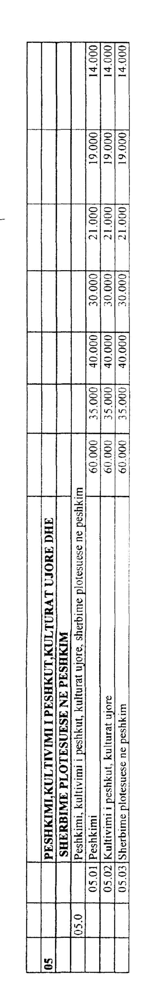 05 PESHKIMI,KULTIVIMI I PESHKUT,KULTURAT UJORE DHE
SHERBIME PLOTESUESE NE PESHKIM
05.0 Peshkimi, kultivimi i peshkut, kulturat ujore, sherbime plotesuese ne peshkim
05.01 Peshkimi 60.000 35.000 40.000 30.000 21.000 19.000 14.000
05.02 Kultivimi i peshkut, kulturat ujore 60.000 35.000 40.000 30.000 21.000 19.000 14.000
05.03 Sherbime plotesuese ne peshkim 60.000 35.000 40.000 30.000 21.000 19.000 14.000